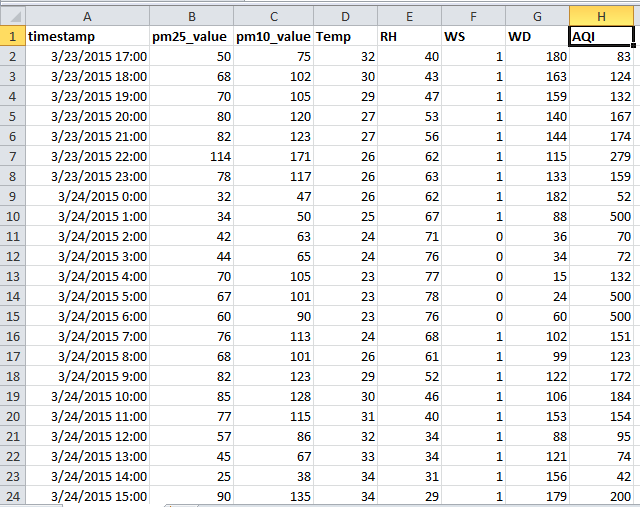 A B C D E F G H
1 timestamp pm25_value pm10_value Temp RH WS WD AQI
2 3/23/2015 17:00 50 75 32 40 1 180 83
3 3/23/2015 18:00 68 102 30 43 1 163 124
4 3/23/2015 19:00 70 105 29 47 1 159 132
5 3/23/2015 20:00 80 120 27 53 1 140 167
6 3/23/2015 21:00 82 123 27 56 1 144 174
7 3/23/2015 22:00 114 171 26 62 1 115 279
8 3/23/2015 23:00 78 117 26 63 1 133 159
9 3/24/2015 0:00 32 47 26 62 1 182 52
10 3/24/2015 1:00 34 50 25 67 1 88 500
11 3/24/2015 2:00 42 63 24 71 0 36 70
12 3/24/2015 3:00 44 65 24 76 0 34 72
13 3/24/2015 4:00 70 105 23 77 0 15 132
14 3/24/2015 5:00 67 101 23 78 0 24 500
15 3/24/2015 6:00 60 90 23 76 0 60 500
16 3/24/2015 7:00 76 113 24 68 1 102 151
17 3/24/2015 8:00 68 101 26 61 1 99 123
18 3/24/2015 9:00 82 123 29 52 1 122 172
19 3/24/2015 10:00 85 128 30 46 1 106 184
20 3/24/2015 11:00 77 115 31 40 1 153 154
21 3/24/2015 12:00 57 86 32 34 1 88 95
22 3/24/2015 13:00 45 67 33 34 1 121 74
23 3/24/2015 14:00 25 38 34 31 1 156 42
24 3/24/2015 15:00 90 135 34 29 1 179 200